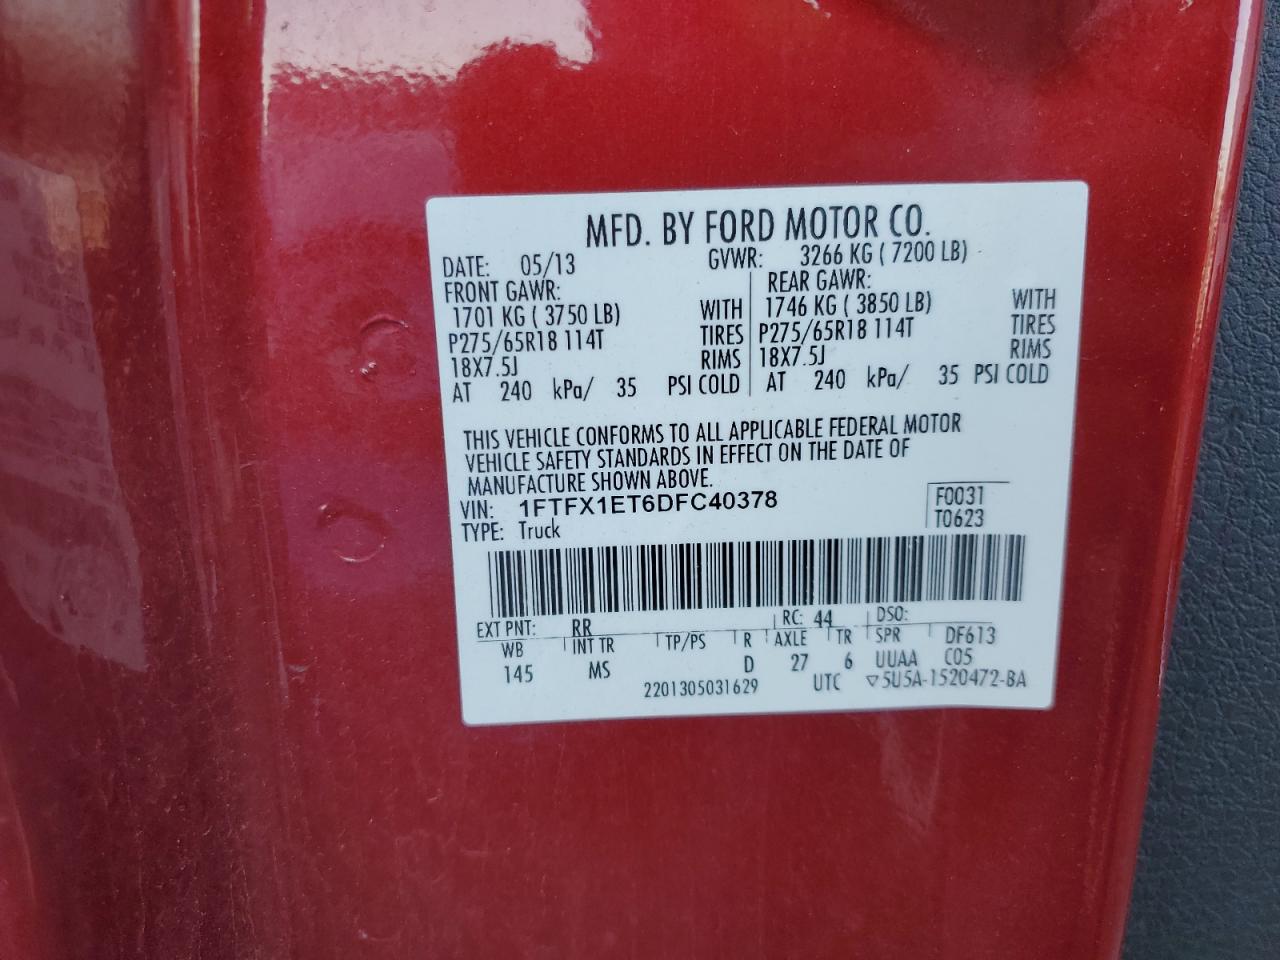 MFD. BY FORD MOTOR CO.
DATE: 05/13 GVWR: 3266 KG ( 7200 LB)
FRONT GAWR: REAR GAWR:
1701 KG ( 3750 LB) WITH 1746 KG ( 3850 LB) WITH
P275/65R18 114T TIRES P275/65R18 114T TIRES
18X7.5J RIMS 18X7.5J RIMS
AT 240 kPa/ 35 PSI COLD AT 240 kPa/ 35 PSI COLD
THIS VEHICLE CONFORMS TO ALL APPLICABLE FEDERAL MOTOR
VEHICLE SAFETY STANDARDS IN EFFECT ON THE DATE OF
MANUFACTURE SHOWN ABOVE.
VIN: 1FTFX1ET6DFC40378 F0031
TYPE: Truck T0623
EXT PNT: RR RC: 44 DSO:
WB INT TR TP/PS R AXLE TR SPR DF613
145 MS D 27 6 UUAA C05
2201305031629 UTC ▽5U5A-1520472-BA